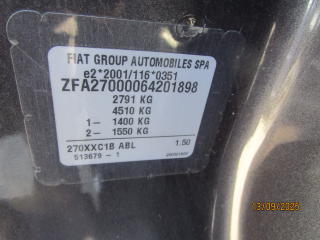 FIAT GROUP AUTOMOBILES SPA
e2*2001/116*0351
ZFA27000064201898
2791 KG
4510 KG
1- 1400 KG
2- 1550 KG
270XXC1B ABL 1.50
513679 - 1
13/09/2025